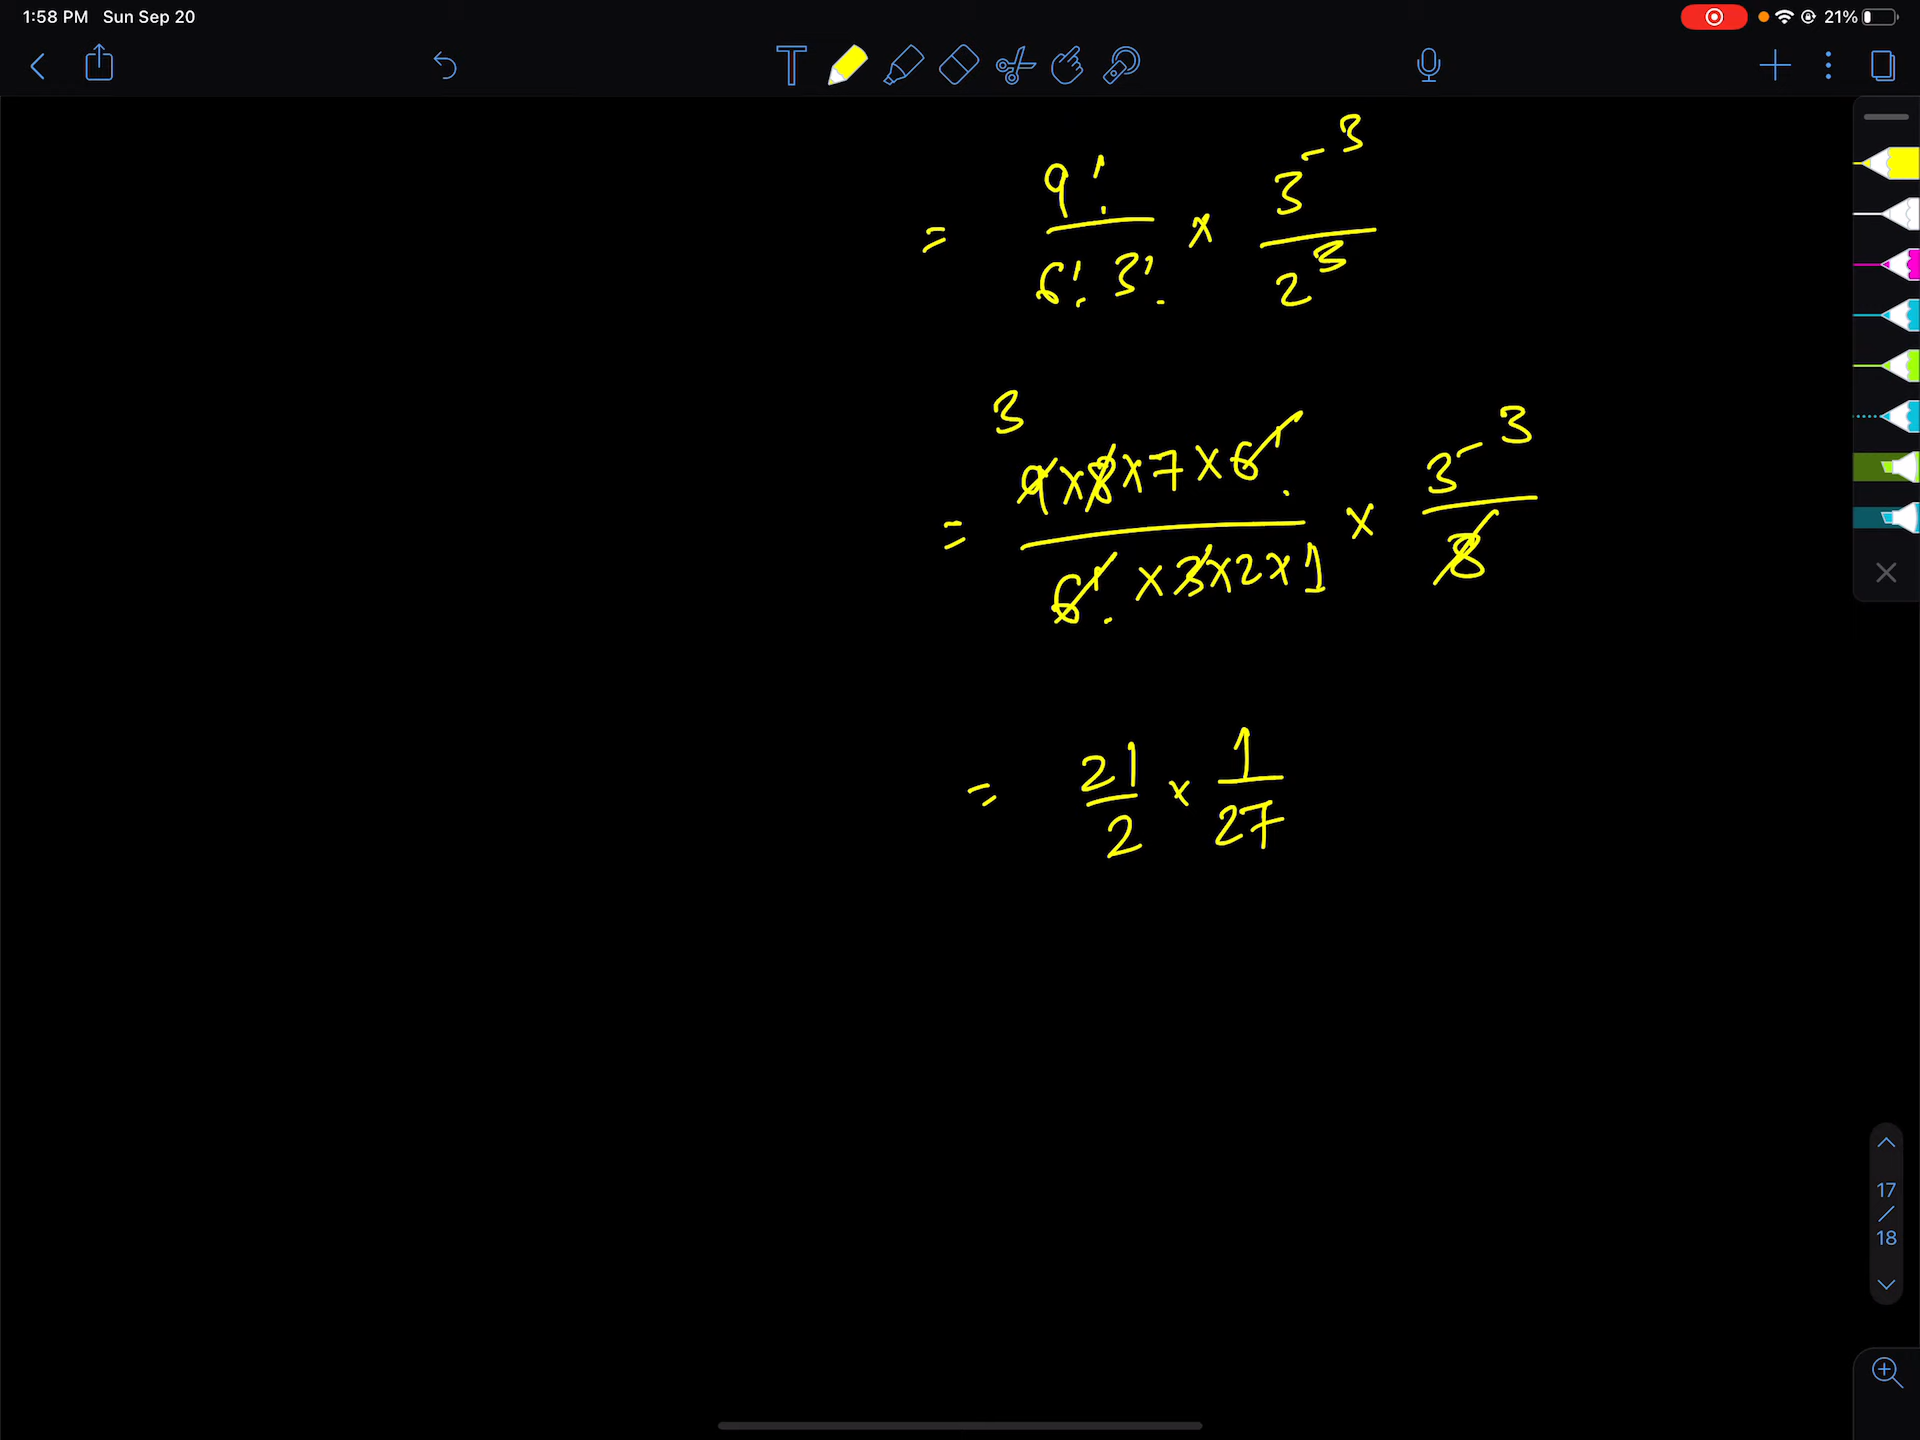 1:58 PM Sun Sep 20 21%
T
= 9! / 6! 3! × 3^-3 / 2^3
3
= 9×8×7×6! / 6!×3×2×1 × 3^-3 / 8
= 21/2 × 1/27
17
/
18